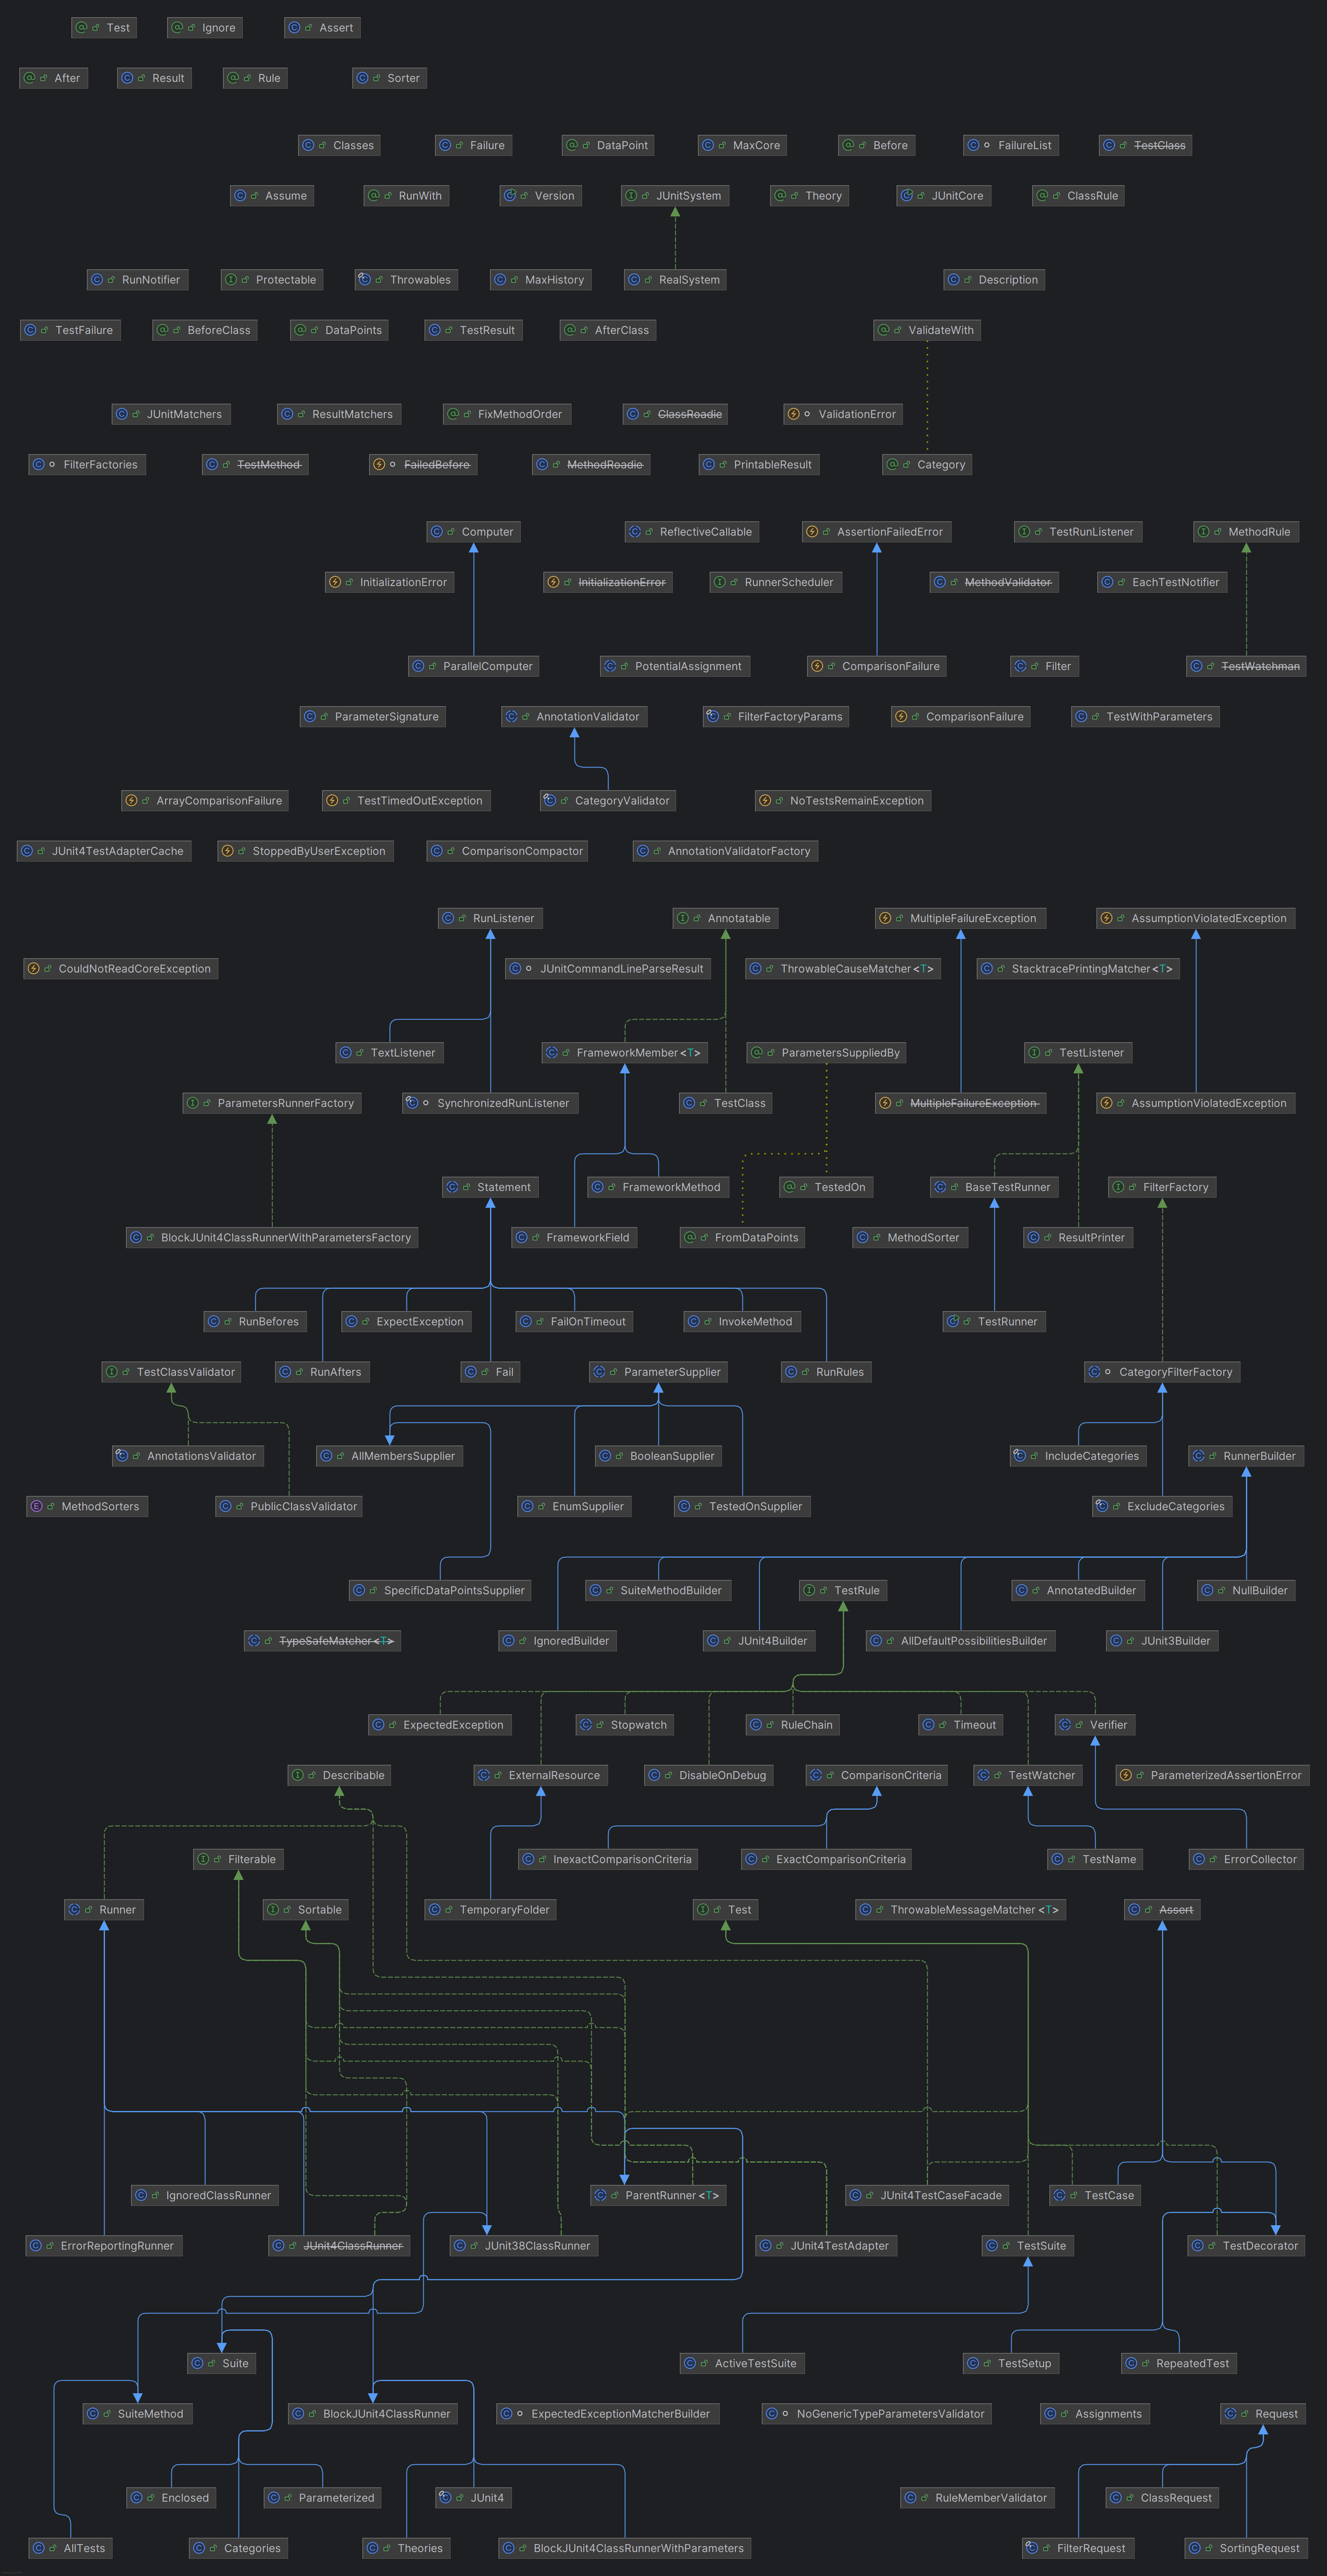 Test
Ignore
Assert
After
Result
Rule
Sorter
Classes
Failure
DataPoint
MaxCore
Before
FailureList
TestClass
Assume
RunWith
Version
JUnitSystem
Theory
JUnitCore
ClassRule
RunNotifier
Protectable
Throwables
MaxHistory
RealSystem
Description
TestFailure
BeforeClass
DataPoints
TestResult
AfterClass
ValidateWith
JUnitMatchers
ResultMatchers
FixMethodOrder
ClassRoadie
ValidationError
FilterFactories
TestMethod
FailedBefore
MethodRoadie
PrintableResult
Category
Computer
ReflectiveCallable
AssertionFailedError
TestRunListener
MethodRule
InitializationError
InitializationError
RunnerScheduler
MethodValidator
EachTestNotifier
ParallelComputer
PotentialAssignment
ComparisonFailure
Filter
TestWatchman
ParameterSignature
AnnotationValidator
FilterFactoryParams
ComparisonFailure
TestWithParameters
ArrayComparisonFailure
TestTimedOutException
CategoryValidator
NoTestsRemainException
JUnit4TestAdapterCache
StoppedByUserException
ComparisonCompactor
AnnotationValidatorFactory
RunListener
Annotatable
MultipleFailureException
AssumptionViolatedException
CouldNotReadCoreException
JUnitCommandLineParseResult
ThrowableCauseMatcher<T>
StacktracePrintingMatcher<T>
TextListener
FrameworkMember<T>
ParametersSuppliedBy
TestListener
ParametersRunnerFactory
SynchronizedRunListener
TestClass
MultipleFailureException
AssumptionViolatedException
Statement
FrameworkMethod
TestedOn
BaseTestRunner
FilterFactory
BlockJUnit4ClassRunnerWithParametersFactory
FrameworkField
FromDataPoints
MethodSorter
ResultPrinter
RunBefores
ExpectException
FailOnTimeout
InvokeMethod
TestRunner
TestClassValidator
RunAfters
Fail
ParameterSupplier
RunRules
CategoryFilterFactory
AnnotationsValidator
AllMembersSupplier
BooleanSupplier
IncludeCategories
RunnerBuilder
MethodSorters
PublicClassValidator
EnumSupplier
TestedOnSupplier
ExcludeCategories
SpecificDataPointsSupplier
SuiteMethodBuilder
TestRule
AnnotatedBuilder
NullBuilder
TypeSafeMatcher<T>
IgnoredBuilder
JUnit4Builder
AllDefaultPossibilitiesBuilder
JUnit3Builder
ExpectedException
Stopwatch
RuleChain
Timeout
Verifier
Describable
ExternalResource
DisableOnDebug
ComparisonCriteria
TestWatcher
ParameterizedAssertionError
Filterable
InexactComparisonCriteria
ExactComparisonCriteria
TestName
ErrorCollector
Runner
Sortable
TemporaryFolder
Test
ThrowableMessageMatcher<T>
Assert
IgnoredClassRunner
ParentRunner<T>
JUnit4TestCaseFacade
TestCase
ErrorReportingRunner
JUnit4ClassRunner
JUnit38ClassRunner
JUnit4TestAdapter
TestSuite
TestDecorator
Suite
ActiveTestSuite
TestSetup
RepeatedTest
SuiteMethod
BlockJUnit4ClassRunner
ExpectedExceptionMatcherBuilder
NoGenericTypeParametersValidator
Assignments
Request
Enclosed
Parameterized
JUnit4
RuleMemberValidator
ClassRequest
AllTests
Categories
Theories
BlockJUnit4ClassRunnerWithParameters
FilterRequest
SortingRequest